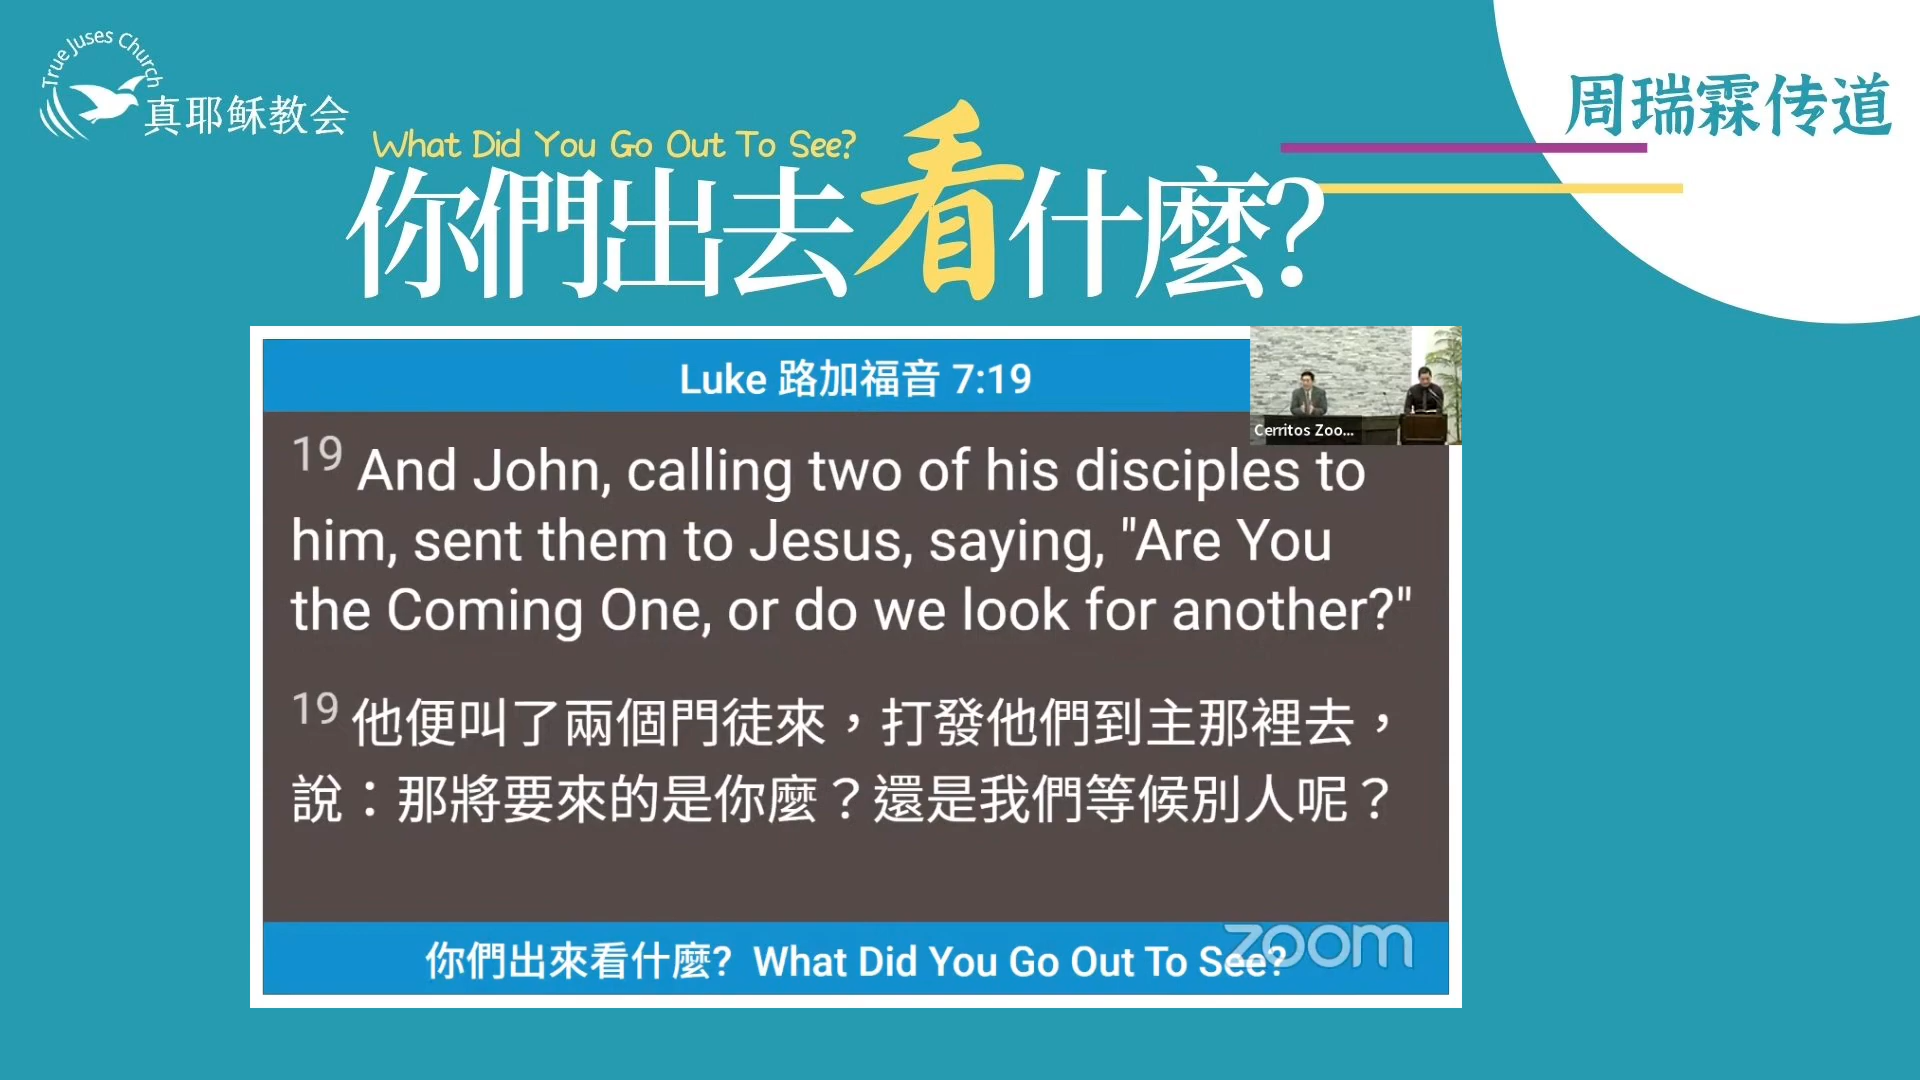 True Juses Church
真耶稣教会
周瑞霖传道
What Did You Go Out To See?
你們出去看什麼?
Luke 路加福音 7:19
Cerritos Zoo...
19 And John, calling two of his disciples to
him, sent them to Jesus, saying, "Are You
the Coming One, or do we look for another?"
19 他便叫了兩個門徒來，打發他們到主那裡去，
說：那將要來的是你麼？還是我們等候別人呢？
你們出來看什麼? What Did You Go Out To See?
zoom